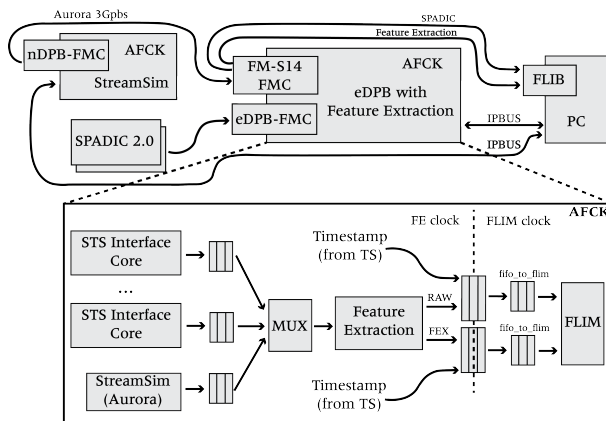 Aurora 3Gpbs
nDPB-FMC
AFCK
StreamSim
SPADIC 2.0
FM-S14
FMC
eDPB-FMC
AFCK
eDPB with
Feature Extraction
SPADIC
Feature Extraction
FLIB
PC
IPBUS
IPBUS
AFCK
FE clock
FLIM clock
STS Interface
Core
...
STS Interface
Core
StreamSim
(Aurora)
MUX
Feature
Extraction
Timestamp
(from TS)
RAW
FEX
Timestamp
(from TS)
fifo_to_flim
fifo_to_flim
FLIM